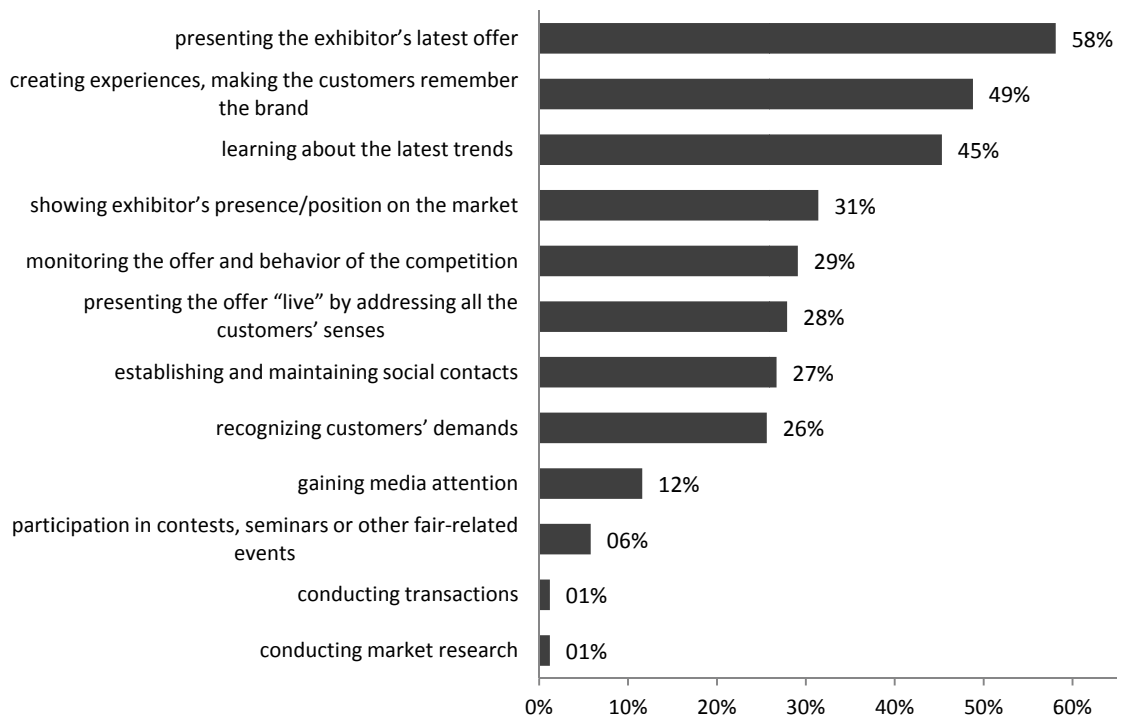 presenting the exhibitor’s latest offer 58%
creating experiences, making the customers remember
the brand 49%
learning about the latest trends 45%
showing exhibitor’s presence/position on the market 31%
monitoring the offer and behavior of the competition 29%
presenting the offer “live” by addressing all the
customers’ senses 28%
establishing and maintaining social contacts 27%
recognizing customers’ demands 26%
gaining media attention 12%
participation in contests, seminars or other fair-related
events 06%
conducting transactions 01%
conducting market research 01%
0% 10% 20% 30% 40% 50% 60%